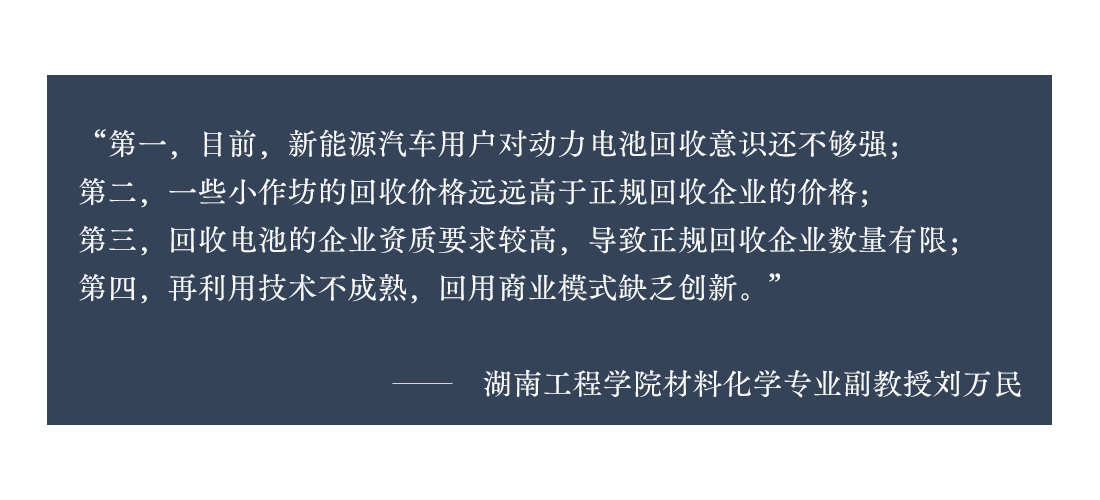 “第一，目前，新能源汽车用户对动力电池回收意识还不够强；
第二，一些小作坊的回收价格远远高于正规回收企业的价格；
第三，回收电池的企业资质要求较高，导致正规回收企业数量有限；
第四，再利用技术不成熟，回用商业模式缺乏创新。”
—— 湖南工程学院材料化学专业副教授刘万民